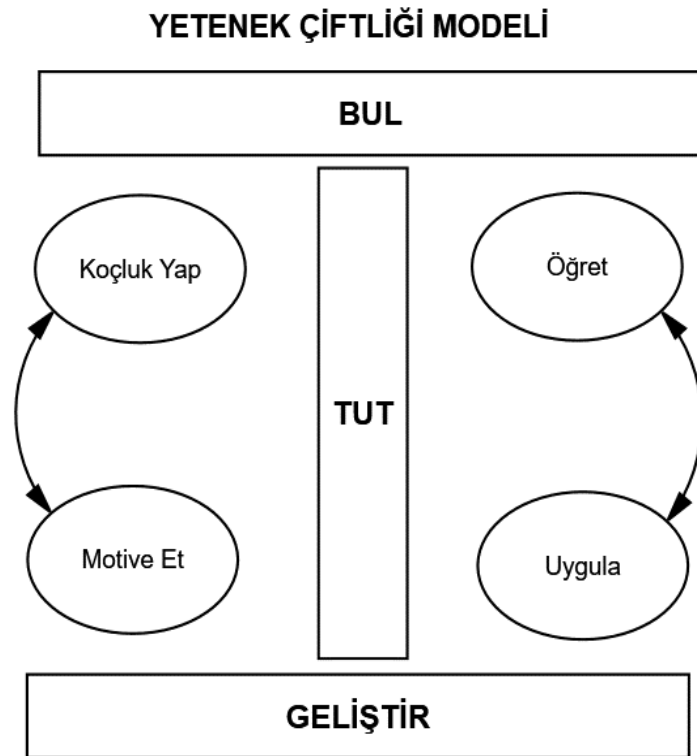 YETENEK ÇİFTLİĞİ MODELİ
BUL
Koçluk Yap
Öğret
TUT
Motive Et
Uygula
GELİŞTİR